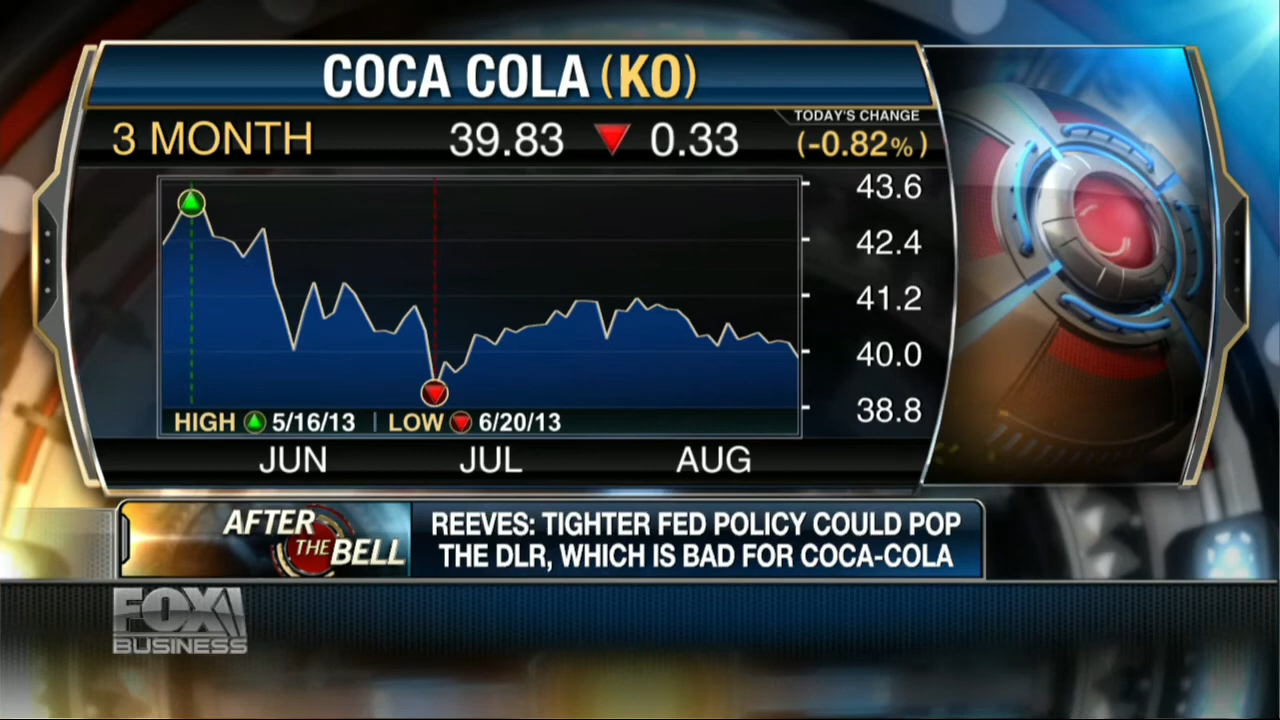 COCA COLA (KO)
TODAY'S CHANGE
3 MONTH 39.83 0.33 (-0.82%)
43.6
42.4
41.2
40.0
38.8
HIGH 5/16/13 | LOW 6/20/13
JUN JUL AUG
AFTER THE BELL
REEVES: TIGHTER FED POLICY COULD POP
THE DLR, WHICH IS BAD FOR COCA-COLA
FOX
BUSINESS